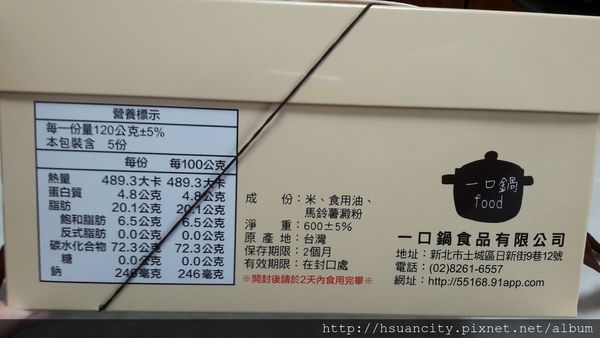 營養標示
每一份量120公克±5%
本包裝含 5份
每份 每100公克
熱量 489.3大卡 489.3大卡
蛋白質 4.8公克 4.8公克
脂肪 20.1公克 20.1公克
飽和脂肪 6.5公克 6.5公克
反式脂肪 0.0公克 0.0公克
碳水化合物 72.3公克 72.3公克
糖 0.0公克 0.0公克
鈉 246毫克 246毫克
成 份:米、食用油、
馬鈴薯澱粉
淨 重:600±5%
原 產 地:台灣
保存期限:2個月
有效期限:在封口處
※開封後請於2天內食用完畢※
一口鍋
food
一口鍋食品有限公司
地址:新北市土城區日新街9巷12號
電話:(02)8261-6557
網址:http://55168.91app.com
http://hsuancity.pixnet.net/album